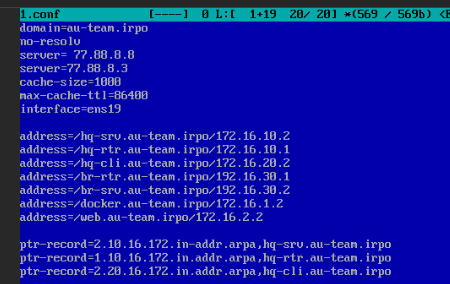 1.conf [----] 0 L:[ 1+19 20/ 20] *(569 / 569b) <E
domain=au-team.irpo
no-resolv
server= 77.88.8.8
server=77.88.8.3
cache-size=1000
max-cache-ttl=86400
interface=ens19
address=/hq-srv.au-team.irpo/172.16.10.2
address=/hq-rtr.au-team.irpo/172.16.10.1
address=/hq-cli.au-team.irpo/172.16.20.2
address=/br-rtr.au-team.irpo/192.16.30.1
address=/br-srv.au-team.irpo/192.16.30.2
address=/docker.au-team.irpo/172.16.1.2
address=/web.au-team.irpo/172.16.2.2
ptr-record=2.10.16.172.in-addr.arpa,hq-srv.au-team.irpo
ptr-record=1.10.16.172.in.addr.arpa,hq-rtr.au-team.irpo
ptr-record=2.20.16.172.in.addr.arpa,hq-cli.au-team.irpo